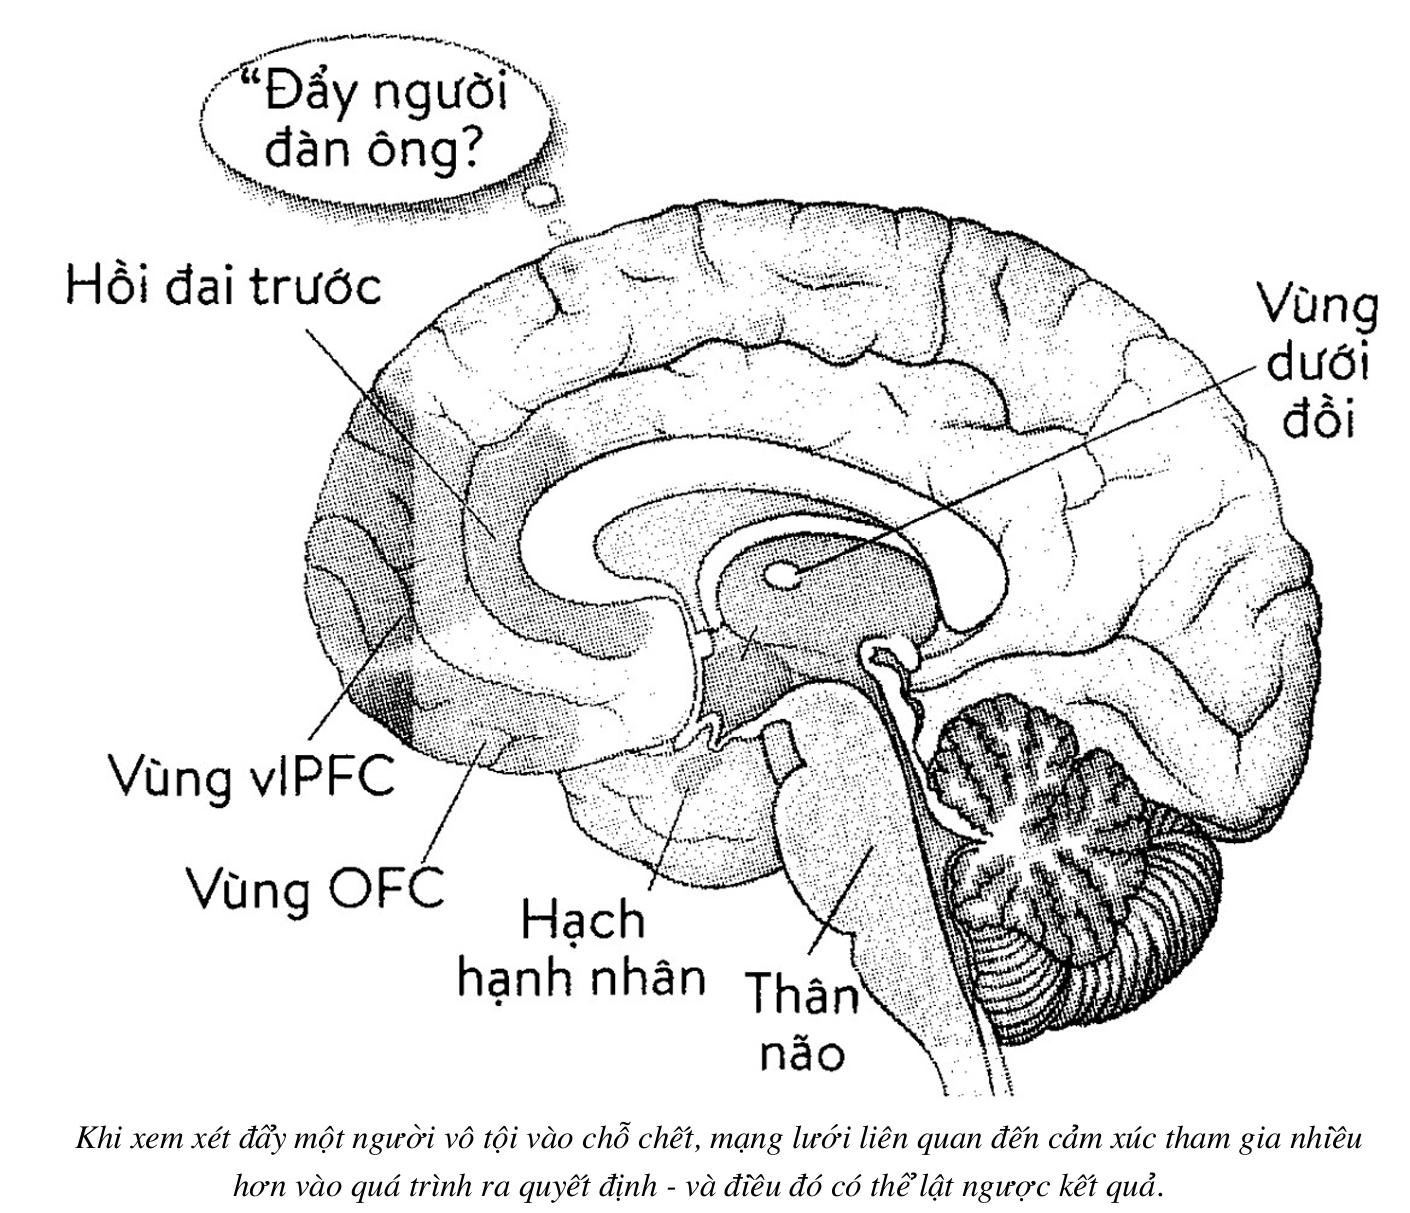 “Đẩy người
đàn ông?
Hồi đai trước
Vùng
dưới
đồi
Vùng vlPFC
Vùng OFC
Hạch
hạnh nhân
Thân
não
Khi xem xét đẩy một người vô tội vào chỗ chết, mạng lưới liên quan đến cảm xúc tham gia nhiều
hơn vào quá trình ra quyết định - và điều đó có thể lật ngược kết quả.